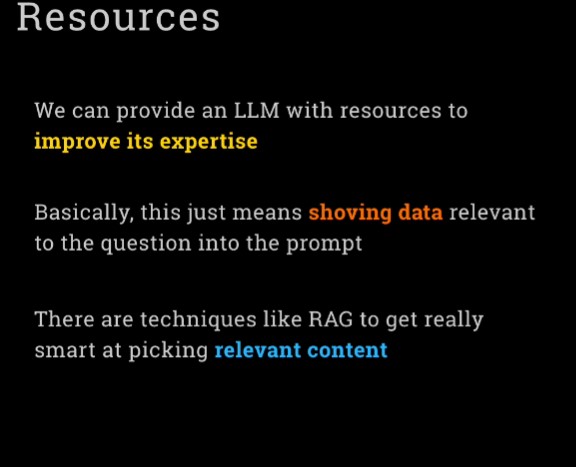 Resources
We can provide an LLM with resources to
improve its expertise
Basically, this just means shoving data relevant
to the question into the prompt
There are techniques like RAG to get really
smart at picking relevant content